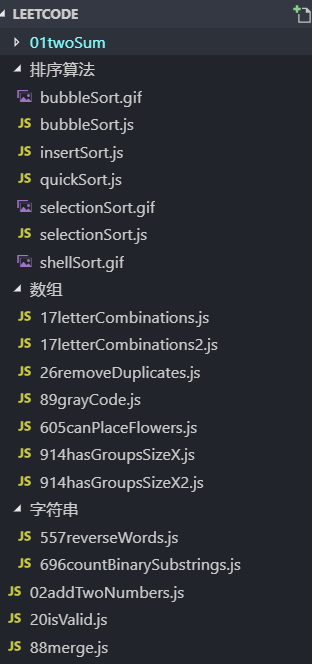 LEETCODE
01twoSum
排序算法
bubbleSort.gif
JS bubbleSort.js
JS insertSort.js
JS quickSort.js
selectionSort.gif
JS selectionSort.js
shellSort.gif
数组
JS 17letterCombinations.js
JS 17letterCombinations2.js
JS 26removeDuplicates.js
JS 89grayCode.js
JS 605canPlaceFlowers.js
JS 914hasGroupsSizeX.js
JS 914hasGroupsSizeX2.js
字符串
JS 557reverseWords.js
JS 696countBinarySubstrings.js
JS 02addTwoNumbers.js
JS 20isValid.js
JS 88merge.js